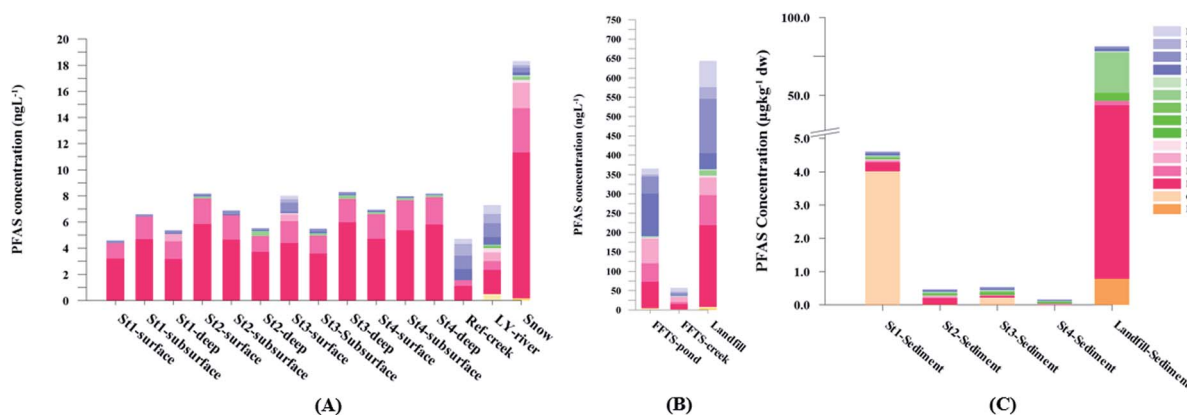 PFAS concentration (ngL⁻¹)
20
18
16
14
12
10
8
6
4
2
0
St1-surface
St1-subsurface
St1-deep
St2-surface
St2-subsurface
St2-deep
St3-surface
St3-Subsurface
St3-deep
St4-surface
St4-subsurface
St4-deep
Ref-creek
LY-river
Snow
(A)
PFAS concentration (ngL⁻¹)
750
700
650
600
550
500
450
400
350
300
250
200
150
100
50
0
FFTS-pond
FFTS-creek
Landfill
(B)
PFAS Concentration (µgkg⁻¹ dw)
100.0
50.0
5.0
4.0
3.0
2.0
1.0
0.0
St1-Sediment
St2-Sediment
St3-Sediment
St4-Sediment
Landfill-Sediment
(C)